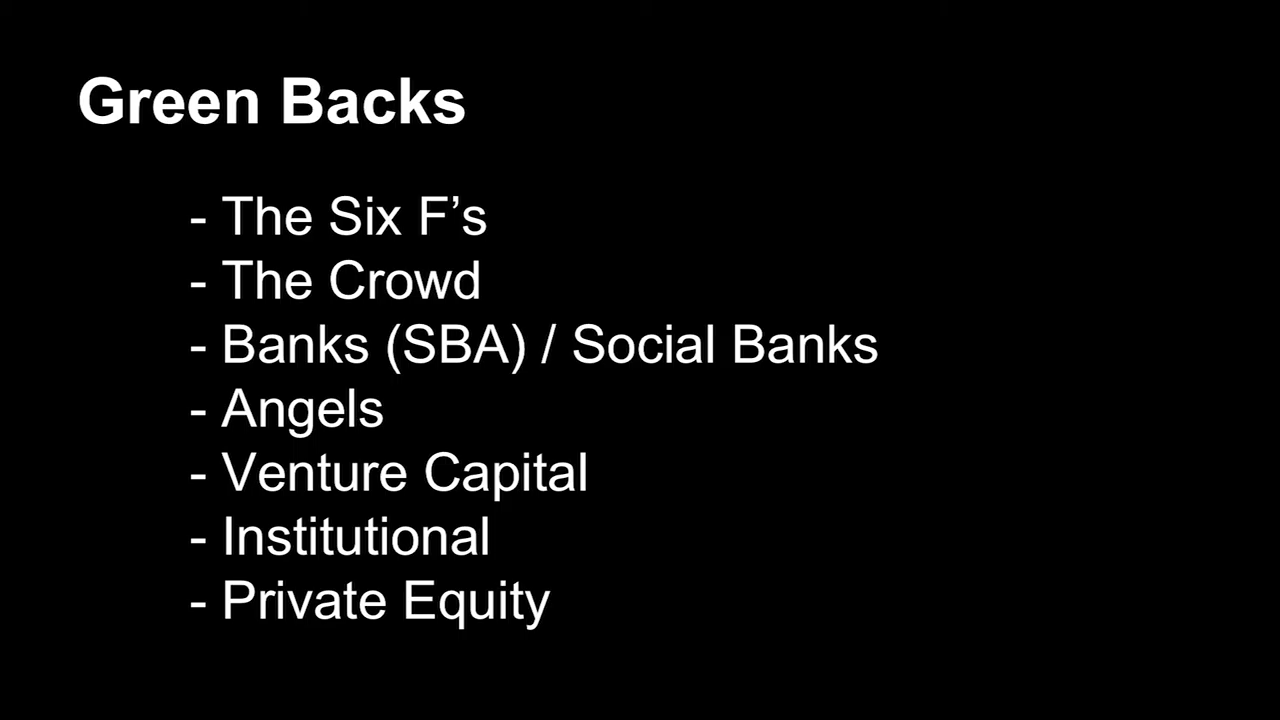 Green Backs
- The Six F’s
- The Crowd
- Banks (SBA) / Social Banks
- Angels
- Venture Capital
- Institutional
- Private Equity